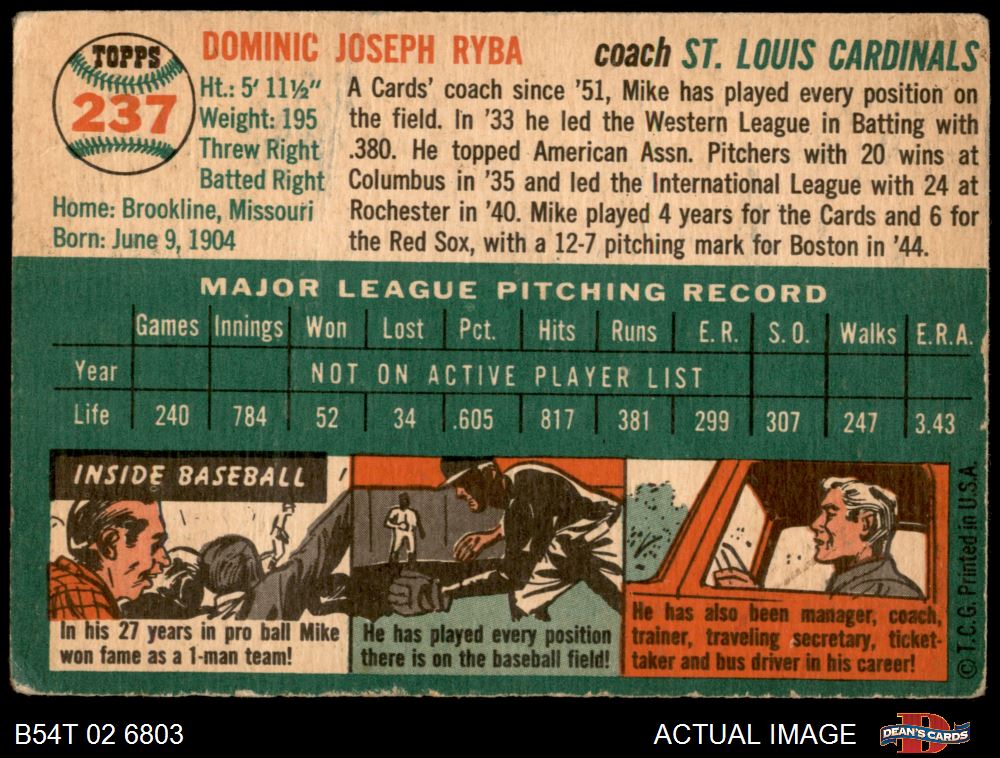 TOPPS
237
DOMINIC JOSEPH RYBA
coach ST. LOUIS CARDINALS
Ht.: 5' 11½"
Weight: 195
Threw Right
Batted Right
Home: Brookline, Missouri
Born: June 9, 1904
A Cards' coach since '51, Mike has played every position on
the field. In '33 he led the Western League in Batting with
.380. He topped American Assn. Pitchers with 20 wins at
Columbus in '35 and led the International League with 24 at
Rochester in '40. Mike played 4 years for the Cards and 6 for
the Red Sox, with a 12-7 pitching mark for Boston in '44.
MAJOR LEAGUE PITCHING RECORD
Games Innings Won Lost Pct. Hits Runs E. R. S. O. Walks E.R.A.
Year NOT ON ACTIVE PLAYER LIST
Life 240 784 52 34 .605 817 381 299 307 247 3.43
INSIDE BASEBALL
In his 27 years in pro ball Mike
won fame as a 1-man team!
He has played every position
there is on the baseball field!
He has also been manager, coach,
trainer, traveling secretary, ticket-
taker and bus driver in his career!
© T.C.G. Printed in U.S.A.
B54T 02 6803
ACTUAL IMAGE
D
DEAN'S CARDS